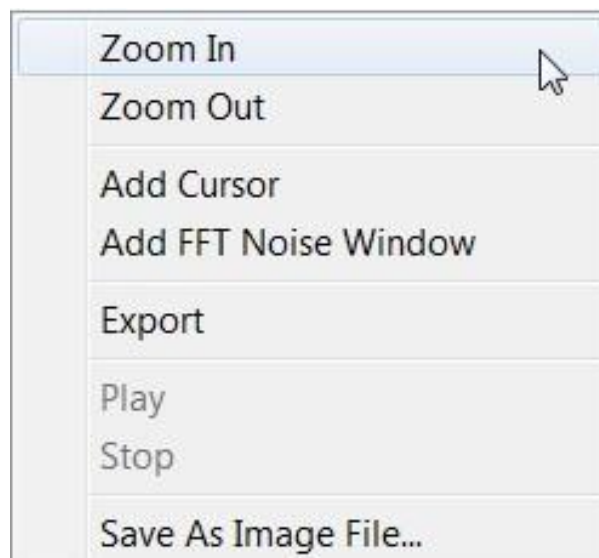 Zoom In
Zoom Out
Add Cursor
Add FFT Noise Window
Export
Play
Stop
Save As Image File...